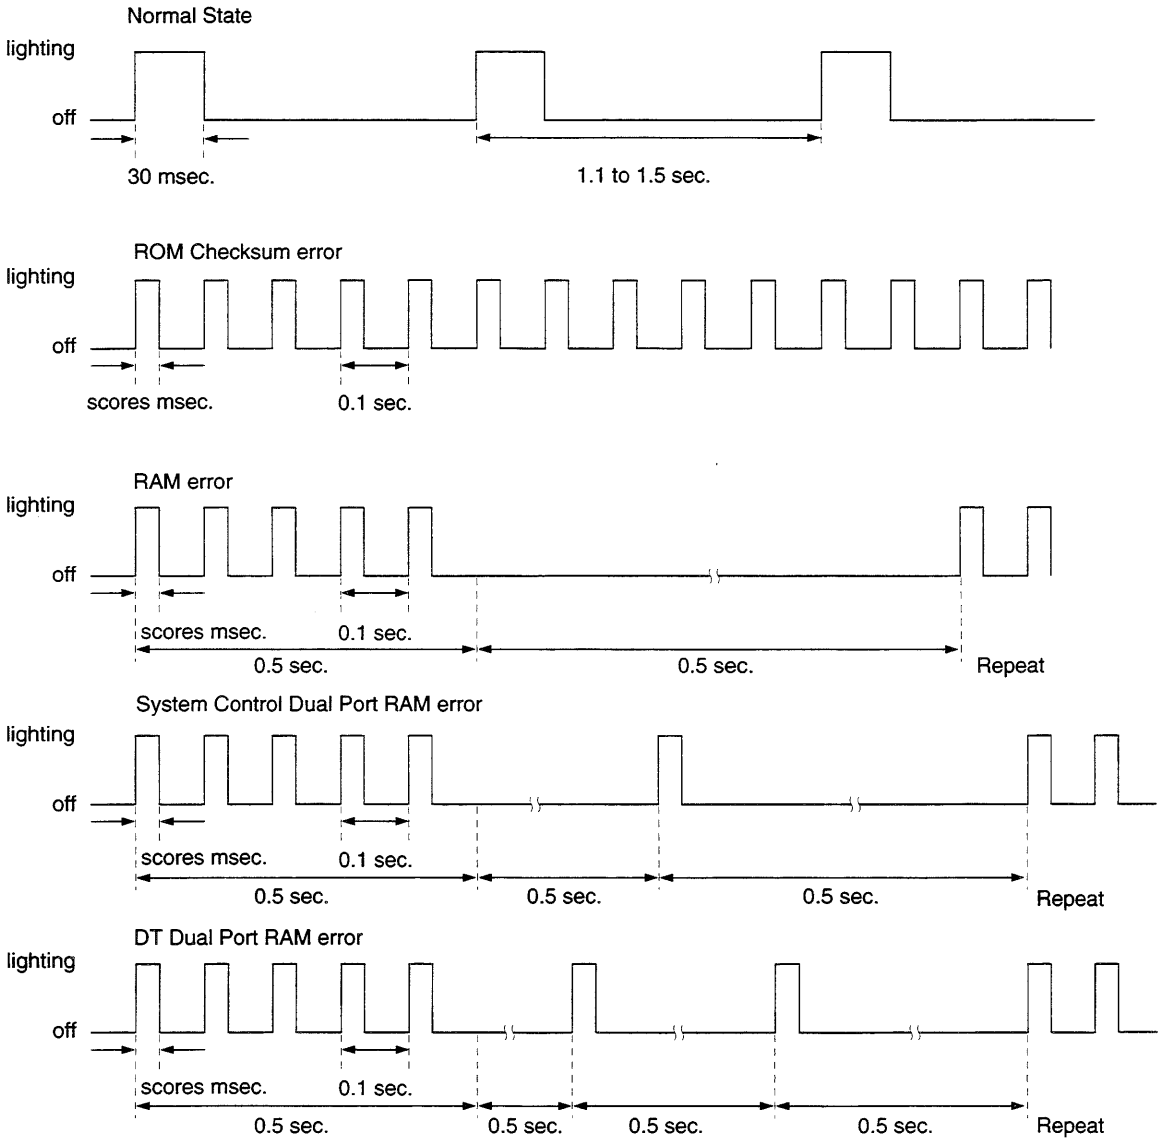 Normal State
lighting
off
30 msec.
1.1 to 1.5 sec.
ROM Checksum error
lighting
off
scores msec.
0.1 sec.
RAM error
lighting
off
scores msec.
0.1 sec.
0.5 sec.
0.5 sec.
Repeat
System Control Dual Port RAM error
lighting
off
scores msec.
0.1 sec.
0.5 sec.
0.5 sec.
0.5 sec.
Repeat
DT Dual Port RAM error
lighting
off
scores msec.
0.1 sec.
0.5 sec.
0.5 sec.
0.5 sec.
0.5 sec.
Repeat